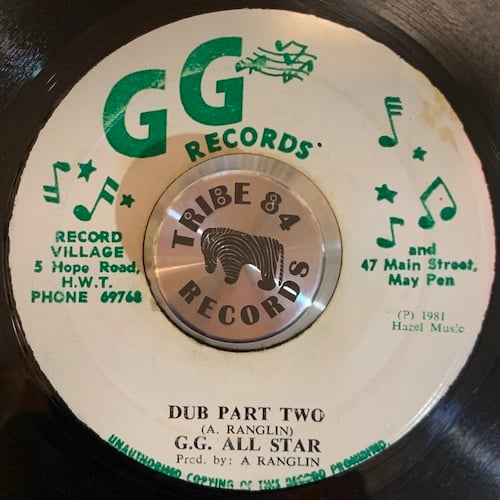 GG
RECORDS
RECORD
VILLAGE
5 Hope Road,
H.W.T.
PHONE 69768
and
47 Main Street,
May Pen
(P) 1981
Hazel Music
TRIBE 84
RECORDS
DUB PART TWO
(A. RANGLIN)
G.G. ALL STAR
Prod. by: A RANGLIN
UNAUTHORISED COPYING OF THIS RECORD PROHIBITED.